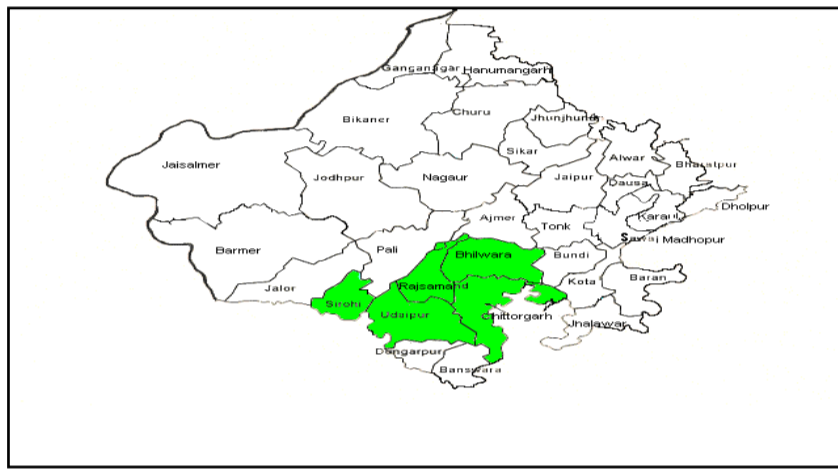 Ganganagar
Hanumangarh
Bikaner
Churu
Jhunjhunu
Sikar
Alwar
Bharatpur
Jaisalmer
Jodhpur
Nagaur
Jaipur
Dausa
Dholpur
Ajmer
Tonk
Karauli
Sawai Madhopur
Barmer
Pali
Bhilwara
Bundi
Kota
Baran
Jalor
Sirohi
Rajsamand
Udaipur
Chittorgarh
Jhalawar
Dungarpur
Banswara